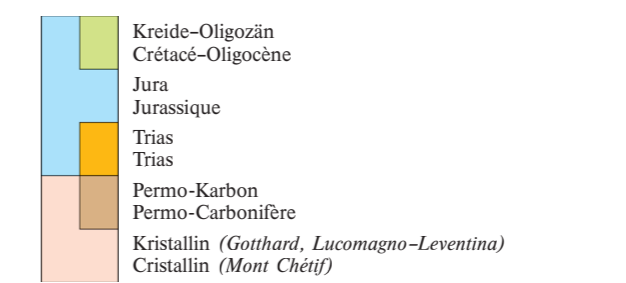 Kreide-Oligozän
Crétacé-Oligocène
Jura
Jurassique
Trias
Trias
Permo-Karbon
Permo-Carbonifère
Kristallin (Gotthard, Lucomagno-Leventina)
Cristallin (Mont Chétif)